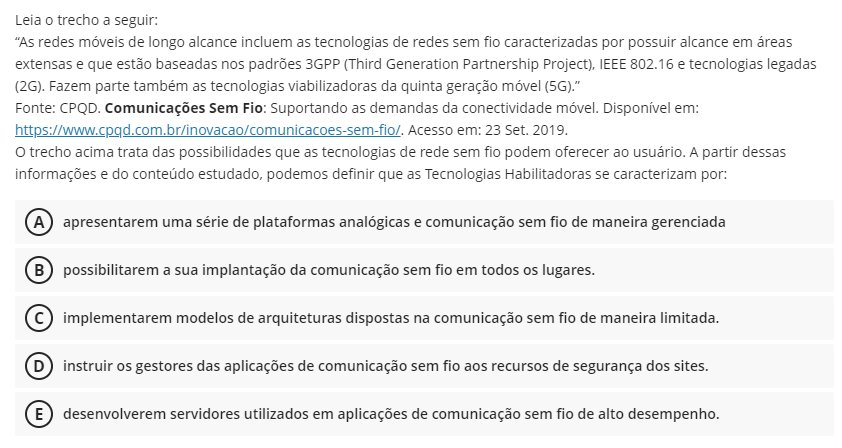 Leia o trecho a seguir:
“As redes móveis de longo alcance incluem as tecnologias de redes sem fio caracterizadas por possuir alcance em áreas
extensas e que estão baseadas nos padrões 3GPP (Third Generation Partnership Project), IEEE 802.16 e tecnologias legadas
(2G). Fazem parte também as tecnologias viabilizadoras da quinta geração móvel (5G).”
Fonte: CPQD. Comunicações Sem Fio: Suportando as demandas da conectividade móvel. Disponível em:
https://www.cpqd.com.br/inovacao/comunicacoes-sem-fio/. Acesso em: 23 Set. 2019.
O trecho acima trata das possibilidades que as tecnologias de rede sem fio podem oferecer ao usuário. A partir dessas
informações e do conteúdo estudado, podemos definir que as Tecnologias Habilitadoras se caracterizam por:
A apresentarem uma série de plataformas analógicas e comunicação sem fio de maneira gerenciada
B possibilitarem a sua implantação da comunicação sem fio em todos os lugares.
C implementarem modelos de arquiteturas dispostas na comunicação sem fio de maneira limitada.
D instruir os gestores das aplicações de comunicação sem fio aos recursos de segurança dos sites.
E desenvolverem servidores utilizados em aplicações de comunicação sem fio de alto desempenho.